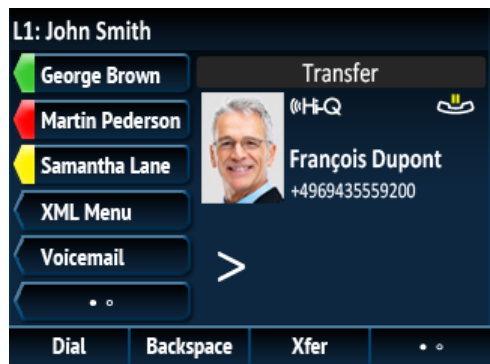 L1: John Smith
George Brown
Transfer
Martin Pederson
Hi-Q
Samantha Lane
François Dupont
+4969435559200
XML Menu
Voicemail
>
Dial
Backspace
Xfer